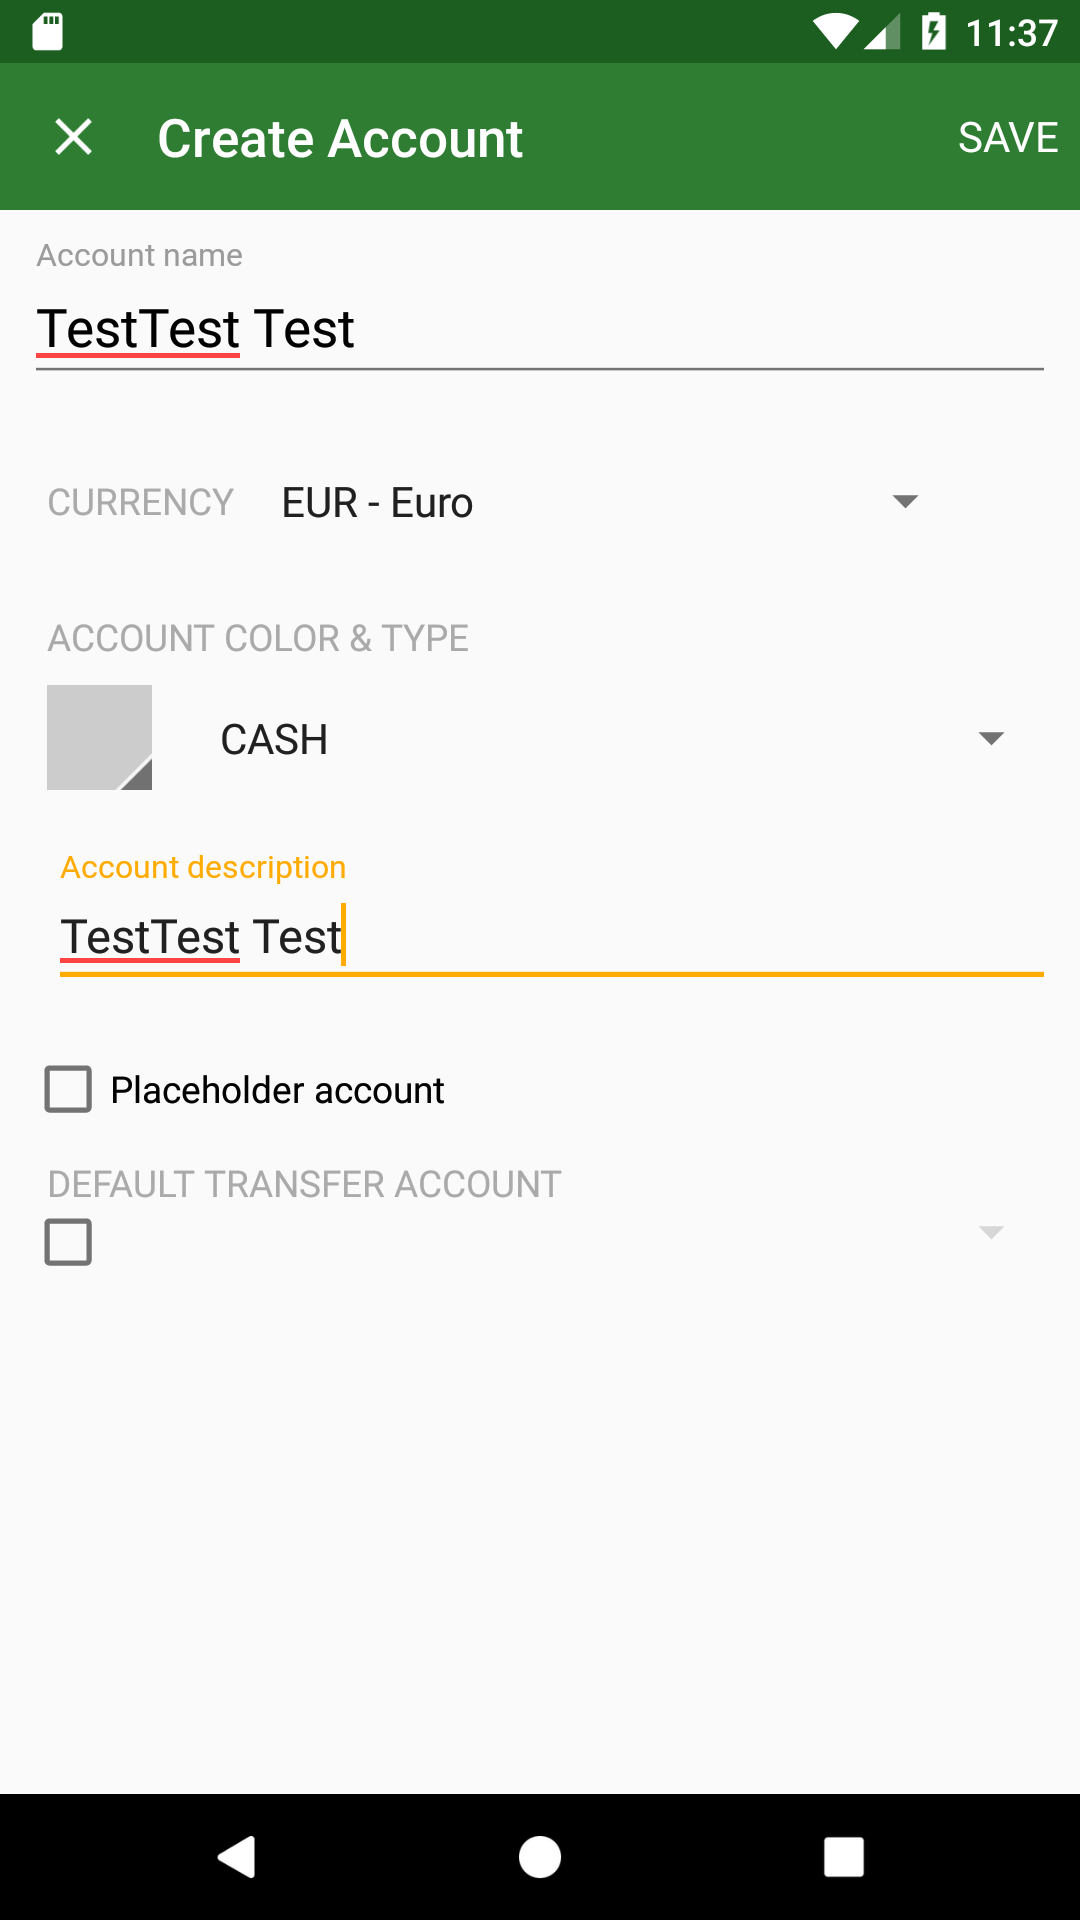 11:37
Create Account
SAVE
Account name
TestTest Test
CURRENCY
EUR - Euro
ACCOUNT COLOR & TYPE
CASH
Account description
TestTest Test
Placeholder account
DEFAULT TRANSFER ACCOUNT